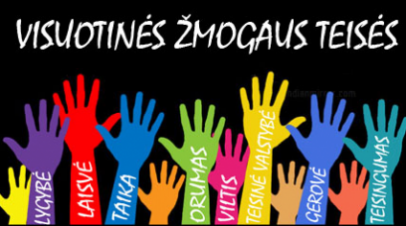 VISUOTINĖS ŽMOGAUS TEISĖS
LYGYBĖ
LAISVĖ
TAIKA
ORUMAS
VILTIS
TEISINĖ VALSTYBĖ
GEROVĖ
TEISINGUMAS